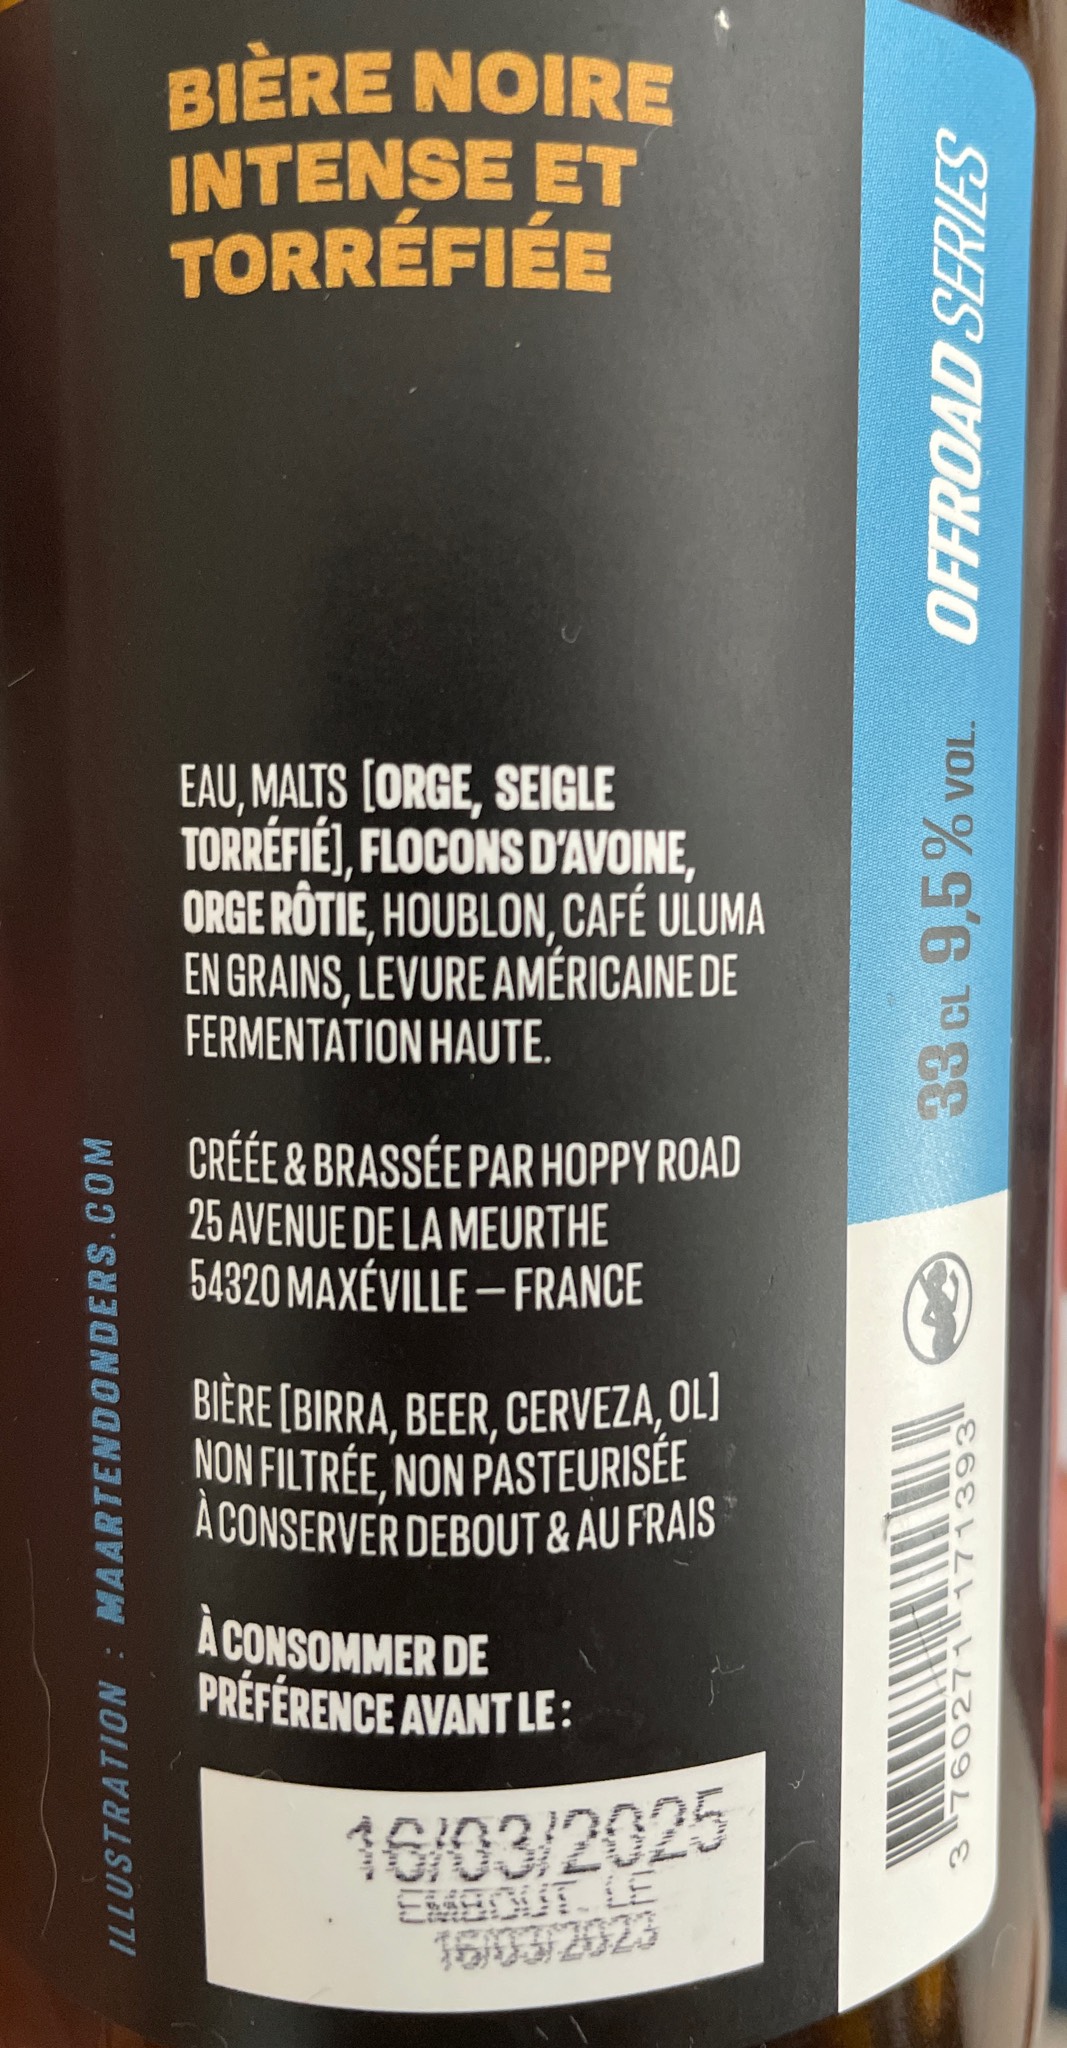 BIÈRE NOIRE
INTENSE ET
TORRÉFIÉE
EAU, MALTS [ORGE, SEIGLE
TORRÉFIÉ], FLOCONS D'AVOINE,
ORGE RÔTIE, HOUBLON, CAFÉ ULUMA
EN GRAINS, LEVURE AMÉRICAINE DE
FERMENTATION HAUTE.
CRÉÉE & BRASSÉE PAR HOPPY ROAD
25 AVENUE DE LA MEURTHE
54320 MAXÉVILLE – FRANCE
BIÈRE [BIRRA, BEER, CERVEZA, OL]
NON FILTRÉE, NON PASTEURISÉE
À CONSERVER DEBOUT & AU FRAIS
À CONSOMMER DE
PRÉFÉRENCE AVANT LE :
16/03/2025
EMBOUT. LE
16/03/2023
ILLUSTRATION : MAARTENDONDERS.COM
OFFROAD SERIES
33 CL 9,5 % VOL.
3 760271 171393